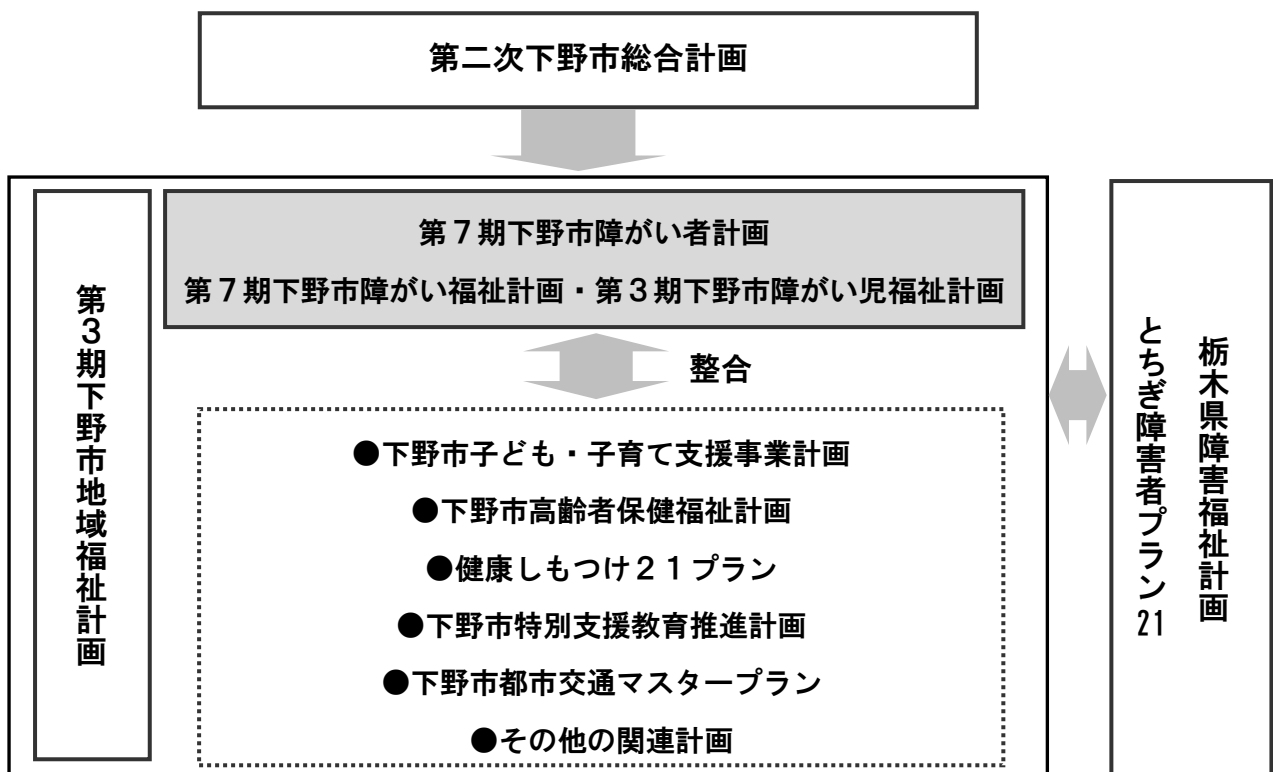 第二次下野市総合計画
第３期下野市地域福祉計画
第７期下野市障がい者計画
第７期下野市障がい福祉計画・第３期下野市障がい児福祉計画
整合
●下野市子ども・子育て支援事業計画
●下野市高齢者保健福祉計画
●健康しもつけ２１プラン
●下野市特別支援教育推進計画
●下野市都市交通マスタープラン
●その他の関連計画
栃木県障害福祉計画
とちぎ障害者プラン21